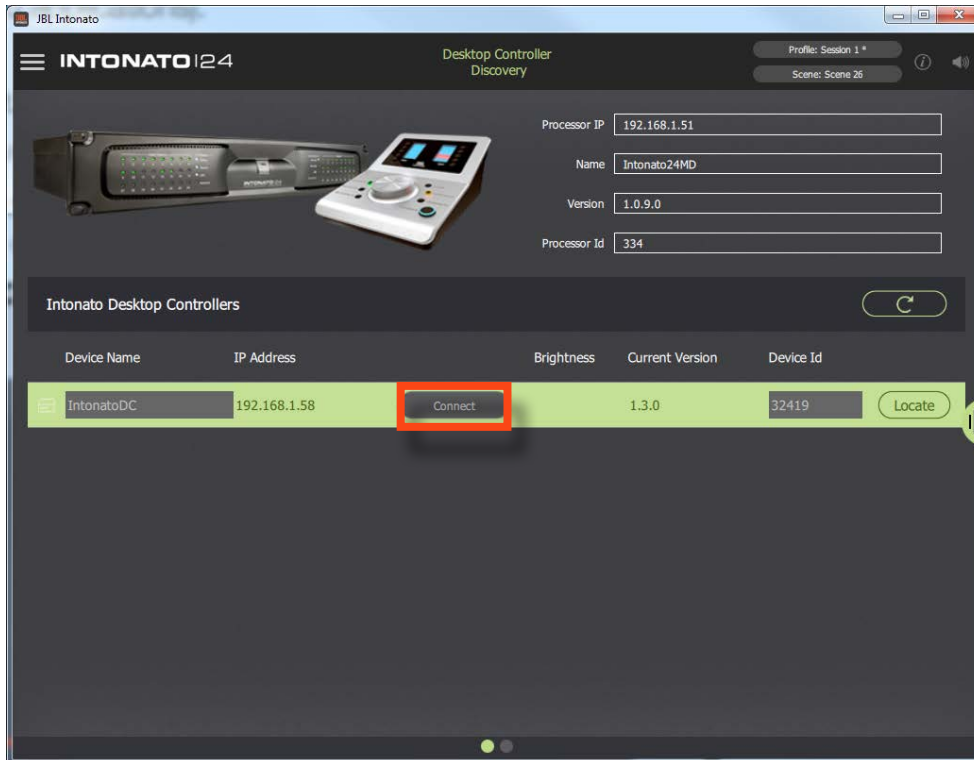 JBL Intonato
INTONATO|24
Desktop Controller
Discovery
Profile: Session 1 *
Scene: Scene 26
Processor IP 192.168.1.51
Name Intonato24MD
Version 1.0.9.0
Processor Id 334
Intonato Desktop Controllers
Device Name IP Address Brightness Current Version Device Id
IntonatoDC 192.168.1.58 Connect 1.3.0 32419 Locate